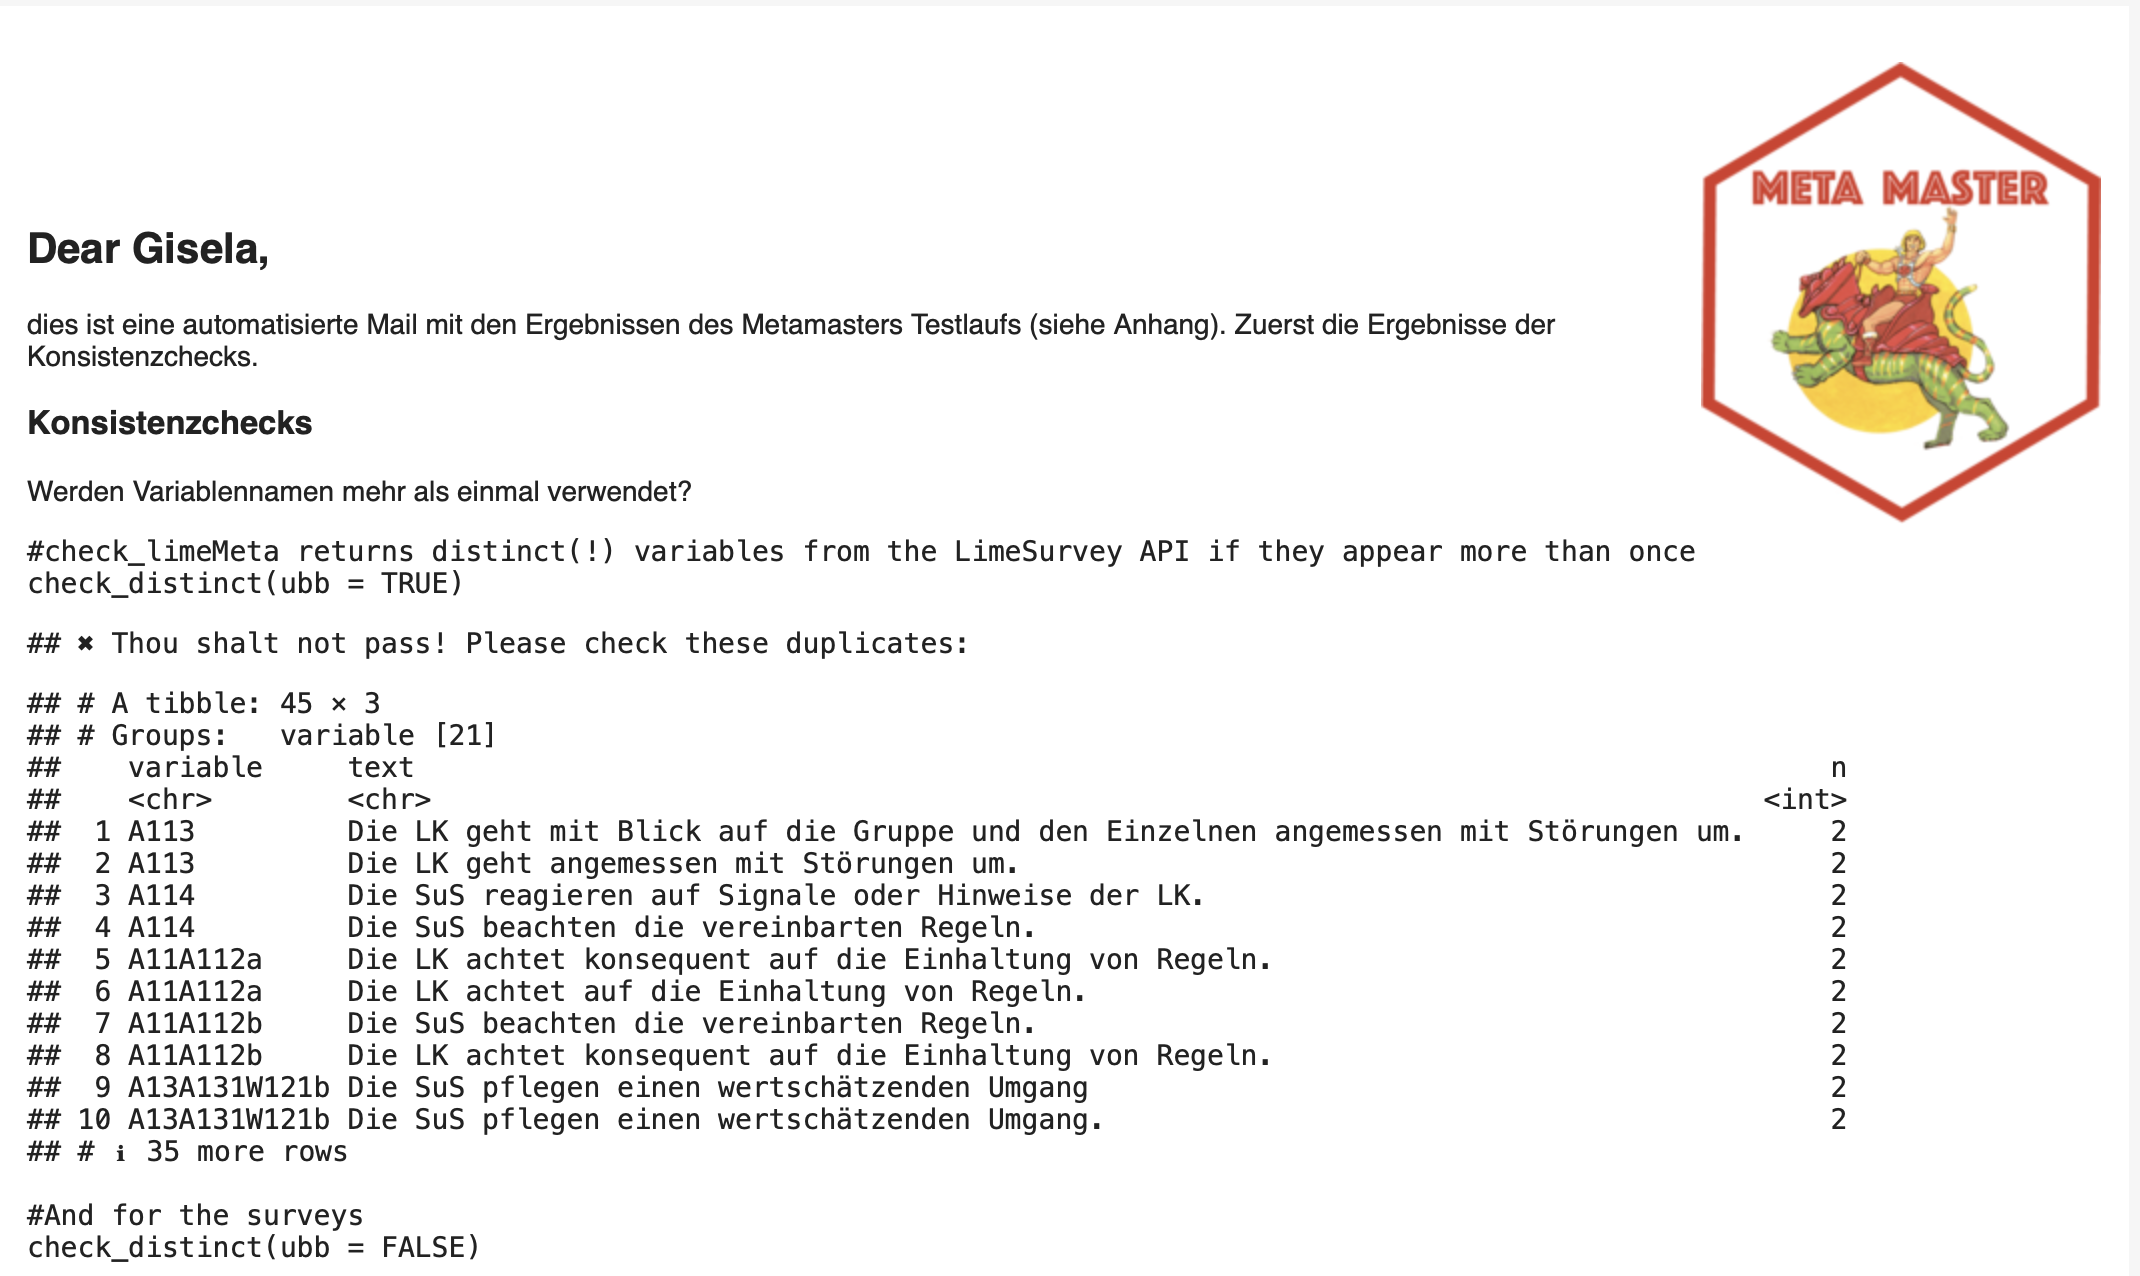 META MASTER
Dear Gisela,
dies ist eine automatisierte Mail mit den Ergebnissen des Metamasters Testlaufs (siehe Anhang). Zuerst die Ergebnisse der
Konsistenzchecks.
Konsistenzchecks
Werden Variablennamen mehr als einmal verwendet?
#check_limeMeta returns distinct(!) variables from the LimeSurvey API if they appear more than once
check_distinct(ubb = TRUE)
## ✖ Thou shalt not pass! Please check these duplicates:
## # A tibble: 45 × 3
## # Groups:   variable [21]
##    variable     text                                                                                    n
##    <chr>        <chr>                                                                               <int>
##  1 A113         Die LK geht mit Blick auf die Gruppe und den Einzelnen angemessen mit Störungen um.     2
##  2 A113         Die LK geht angemessen mit Störungen um.                                                2
##  3 A114         Die SuS reagieren auf Signale oder Hinweise der LK.                                     2
##  4 A114         Die SuS beachten die vereinbarten Regeln.                                               2
##  5 A11A112a     Die LK achtet konsequent auf die Einhaltung von Regeln.                                 2
##  6 A11A112a     Die LK achtet auf die Einhaltung von Regeln.                                            2
##  7 A11A112b     Die SuS beachten die vereinbarten Regeln.                                               2
##  8 A11A112b     Die LK achtet konsequent auf die Einhaltung von Regeln.                                 2
##  9 A13A131W121b Die SuS pflegen einen wertschätzenden Umgang                                            2
## 10 A13A131W121b Die SuS pflegen einen wertschätzenden Umgang.                                           2
## # ℹ 35 more rows
#And for the surveys
check_distinct(ubb = FALSE)